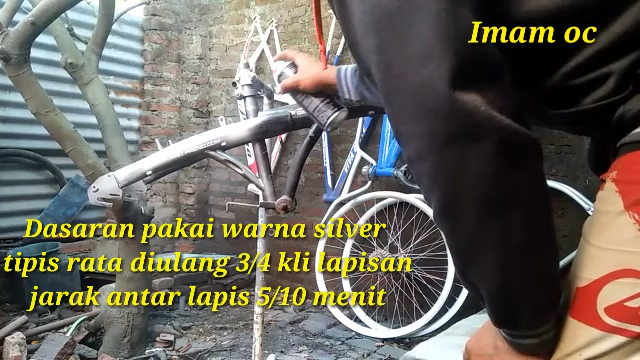 Imam oc
Dasaran pakai warna silver
tipis rata diulang 3/4 kli lapisan
jarak antar lapis 5/10 menit